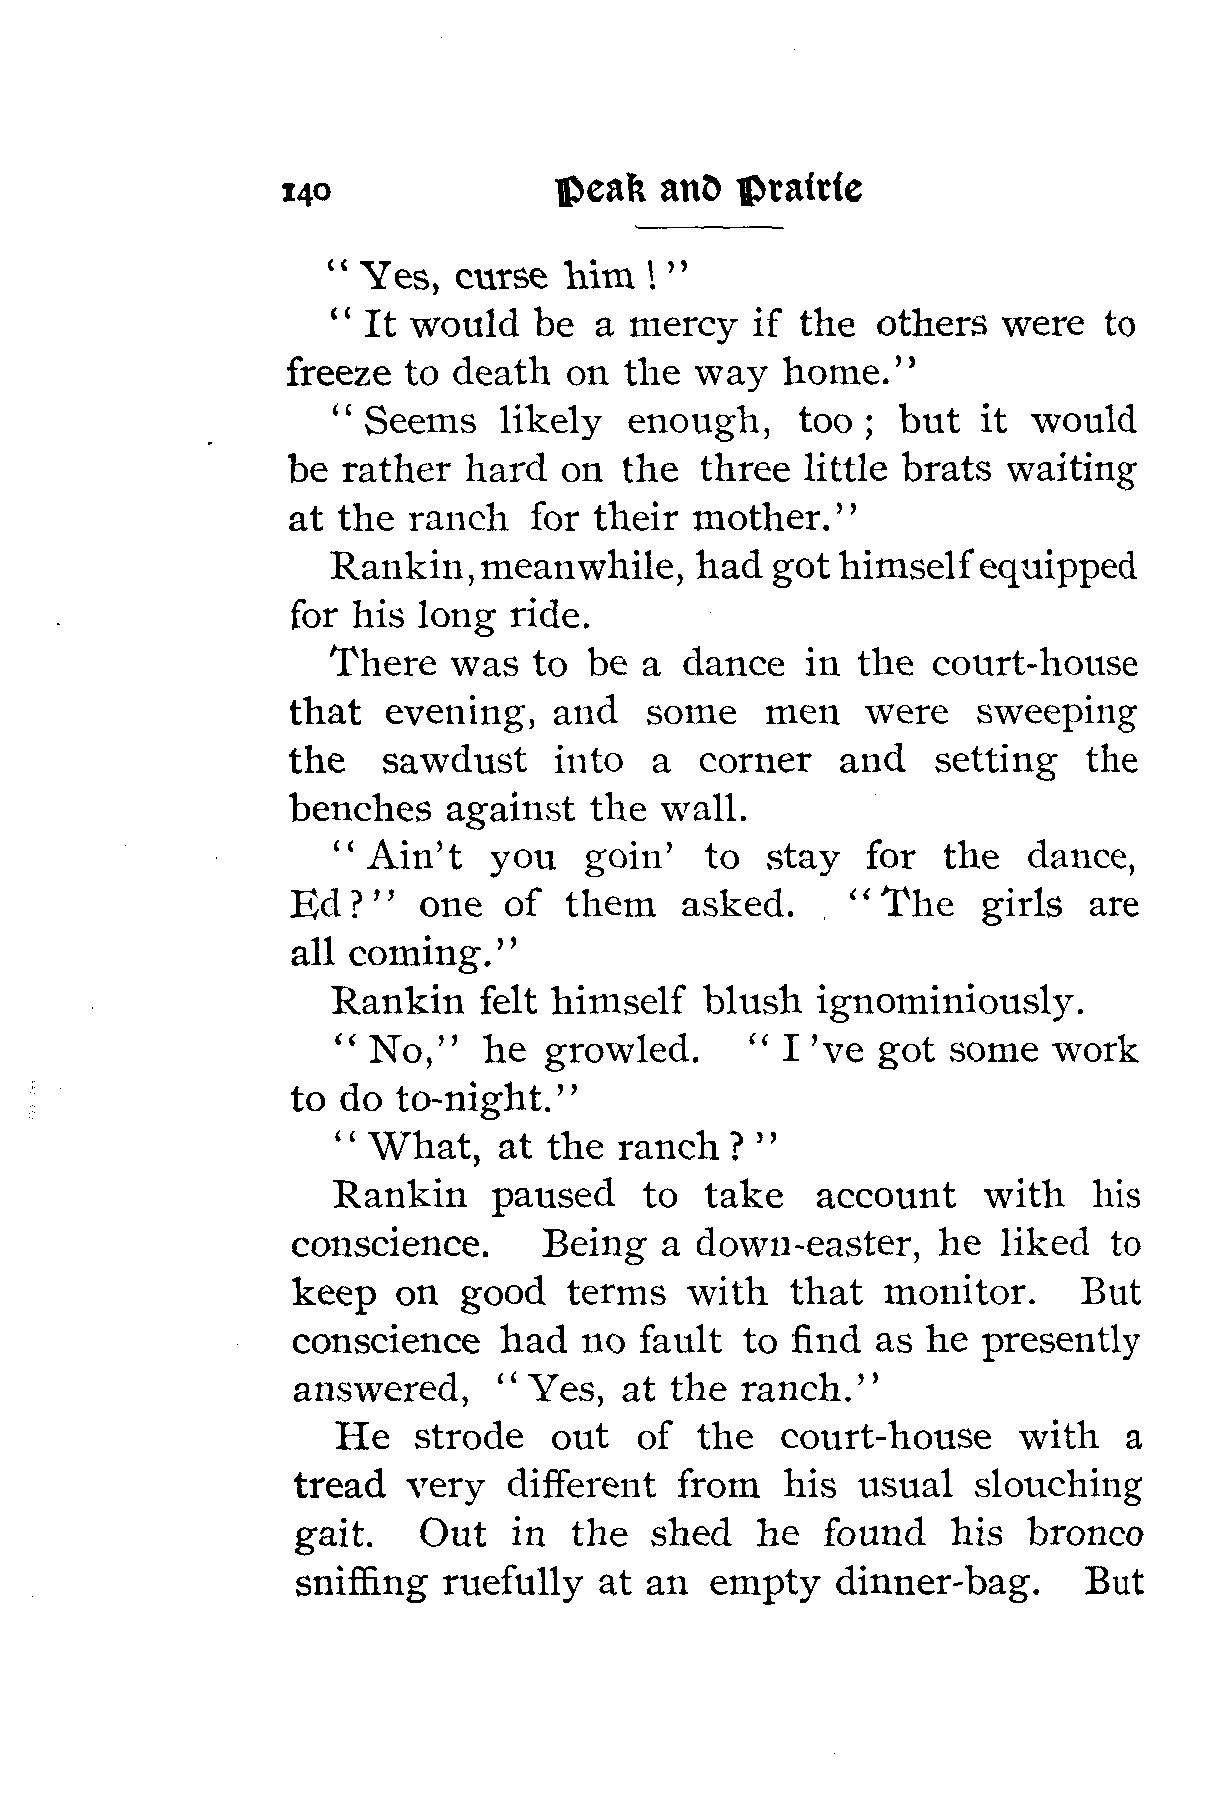 140 Peak and Prairie
"Yes, curse him!"
"It would be a mercy if the others were to
freeze to death on the way home."
"Seems likely enough, too; but it would
be rather hard on the three little brats waiting
at the ranch for their mother."
Rankin, meanwhile, had got himself equipped
for his long ride.
There was to be a dance in the court-house
that evening, and some men were sweeping
the sawdust into a corner and setting the
benches against the wall.
"Ain't you goin' to stay for the dance,
Ed?" one of them asked. "The girls are
all coming."
Rankin felt himself blush ignominiously.
"No," he growled. "I 've got some work
to do to-night."
"What, at the ranch?"
Rankin paused to take account with his
conscience. Being a down-easter, he liked to
keep on good terms with that monitor. But
conscience had no fault to find as he presently
answered, "Yes, at the ranch."
He strode out of the court-house with a
tread very different from his usual slouching
gait. Out in the shed he found his bronco
sniffing ruefully at an empty dinner-bag. But